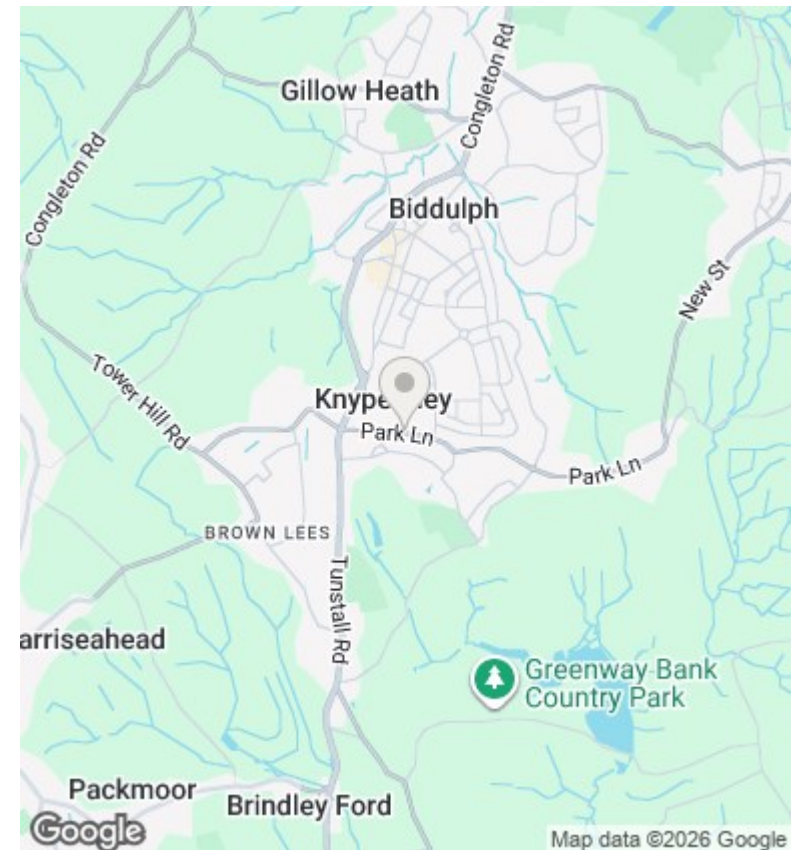 Congleton Rd
Gillow Heath
Congleton Rd
Biddulph
New St
Tower Hill Rd
Park Ln
Park Ln
BROWN LEES
Tunstall Rd
arriseahead
Greenway Bank
Country Park
Packmoor
Brindley Ford
Google
Map data ©2026 Google